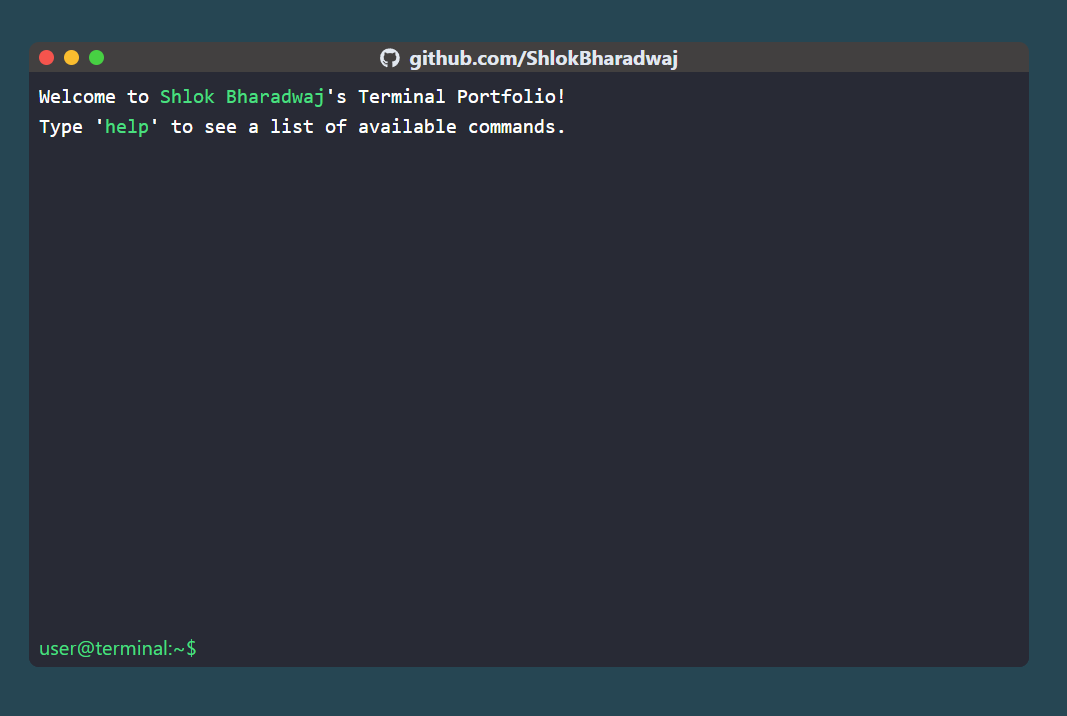 github.com/ShlokBharadwaj
Welcome to Shlok Bharadwaj's Terminal Portfolio!
Type 'help' to see a list of available commands.
user@terminal:~$